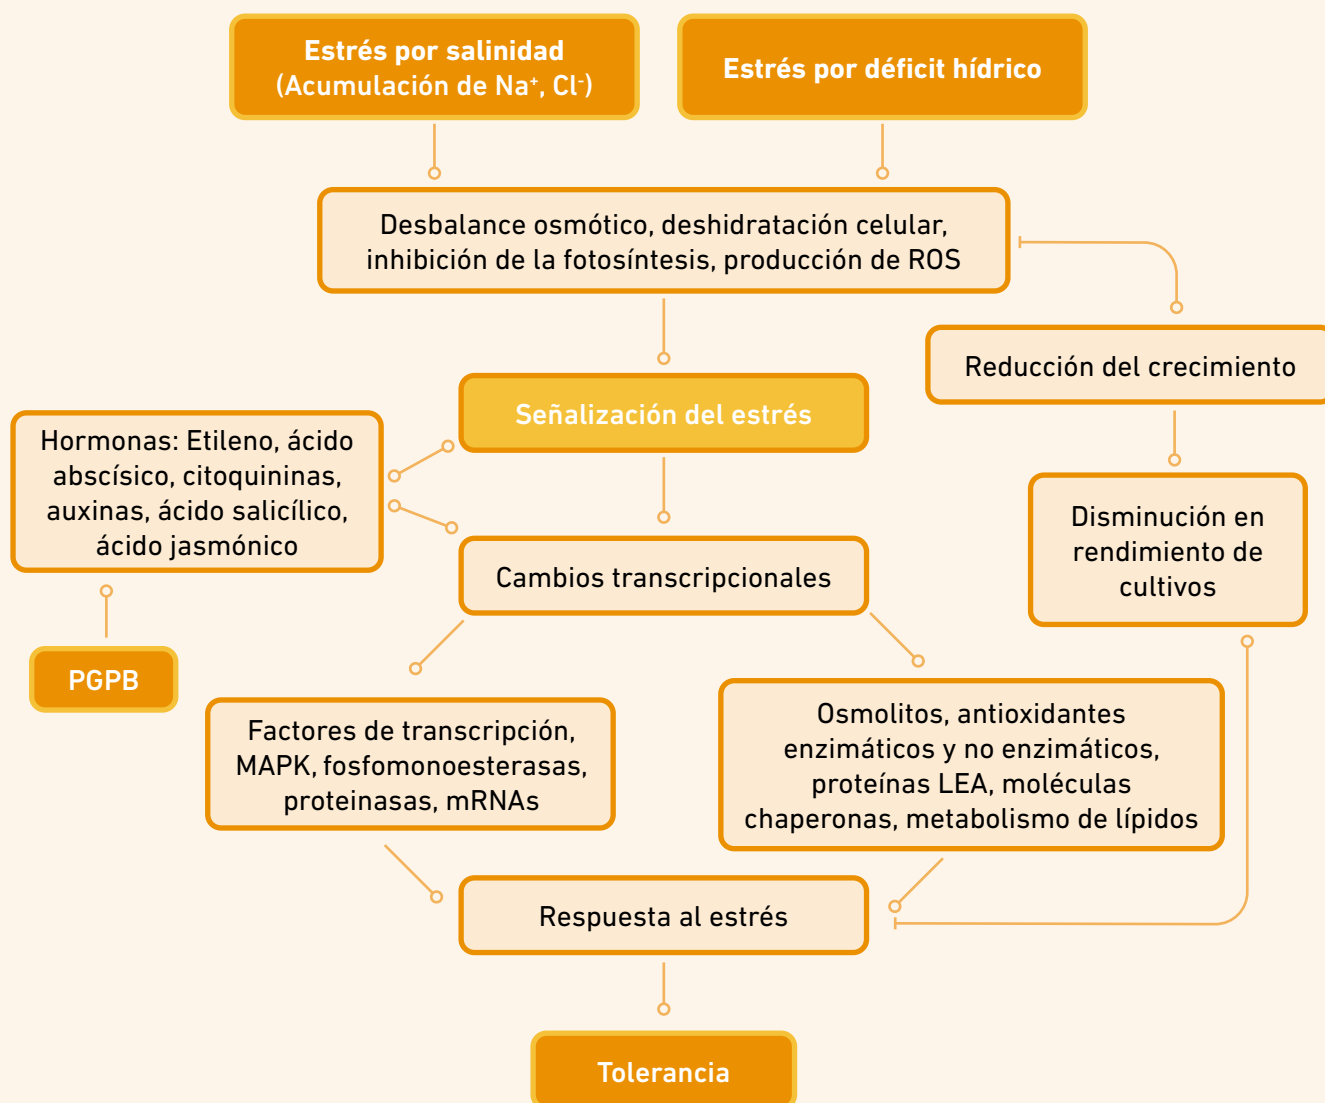 Estrés por salinidad
(Acumulación de Na⁺, Cl⁻)
Estrés por déficit hídrico
Desbalance osmótico, deshidratación celular,
inhibición de la fotosíntesis, producción de ROS
Reducción del crecimiento
Señalización del estrés
Hormonas: Etileno, ácido
abscísico, citoquininas,
auxinas, ácido salicílico,
ácido jasmónico
Disminución en
rendimiento de
cultivos
Cambios transcripcionales
PGPB
Factores de transcripción,
MAPK, fosfomonoesterasas,
proteinasas, mRNAs
Osmolitos, antioxidantes
enzimáticos y no enzimáticos,
proteínas LEA, moléculas
chaperonas, metabolismo de lípidos
Respuesta al estrés
Tolerancia